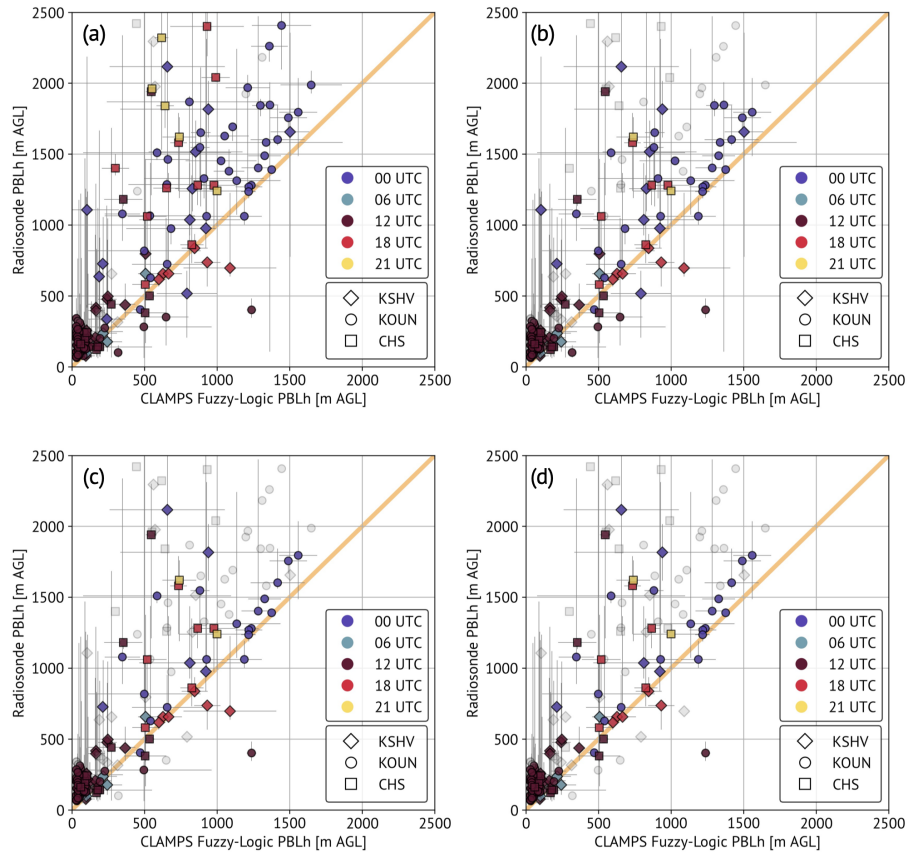 (a)
Radiosonde PBLh [m AGL]
2500
2000
1500
1000
500
0
00 UTC
06 UTC
12 UTC
18 UTC
21 UTC
KSHV
KOUN
CHS
0 500 1000 1500 2000 2500
CLAMPS Fuzzy-Logic PBLh [m AGL]
(b)
Radiosonde PBLh [m AGL]
2500
2000
1500
1000
500
0
00 UTC
06 UTC
12 UTC
18 UTC
21 UTC
KSHV
KOUN
CHS
0 500 1000 1500 2000 2500
CLAMPS Fuzzy-Logic PBLh [m AGL]
(c)
Radiosonde PBLh [m AGL]
2500
2000
1500
1000
500
0
00 UTC
06 UTC
12 UTC
18 UTC
21 UTC
KSHV
KOUN
CHS
0 500 1000 1500 2000 2500
CLAMPS Fuzzy-Logic PBLh [m AGL]
(d)
Radiosonde PBLh [m AGL]
2500
2000
1500
1000
500
0
00 UTC
06 UTC
12 UTC
18 UTC
21 UTC
KSHV
KOUN
CHS
0 500 1000 1500 2000 2500
CLAMPS Fuzzy-Logic PBLh [m AGL]